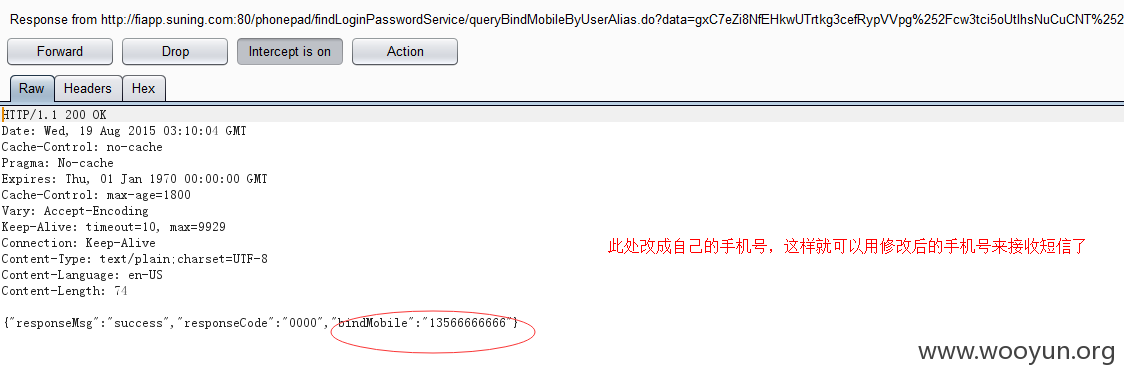 Response from http://fiapp.suning.com:80/phonepad/findLoginPasswordService/queryBindMobileByUserAlias.do?data=gxC7eZi8NfEHkwUTrtkg3cefRypVVpg%252Fcw3tci5oUtlhsNuCuCNT%252
Forward Drop Intercept is on Action
Raw Headers Hex
HTTP/1.1 200 OK
Date: Wed, 19 Aug 2015 03:10:04 GMT
Cache-Control: no-cache
Pragma: No-cache
Expires: Thu, 01 Jan 1970 00:00:00 GMT
Cache-Control: max-age=1800
Vary: Accept-Encoding
Keep-Alive: timeout=10, max=9929
Connection: Keep-Alive
此处改成自己的手机号，这样就可以用修改后的手机号来接收短信了
Content-Type: text/plain;charset=UTF-8
Content-Language: en-US
Content-Length: 74
{"responseMsg":"success","responseCode":"0000","bindMobile":"13566666666"}
www.wooyun.org